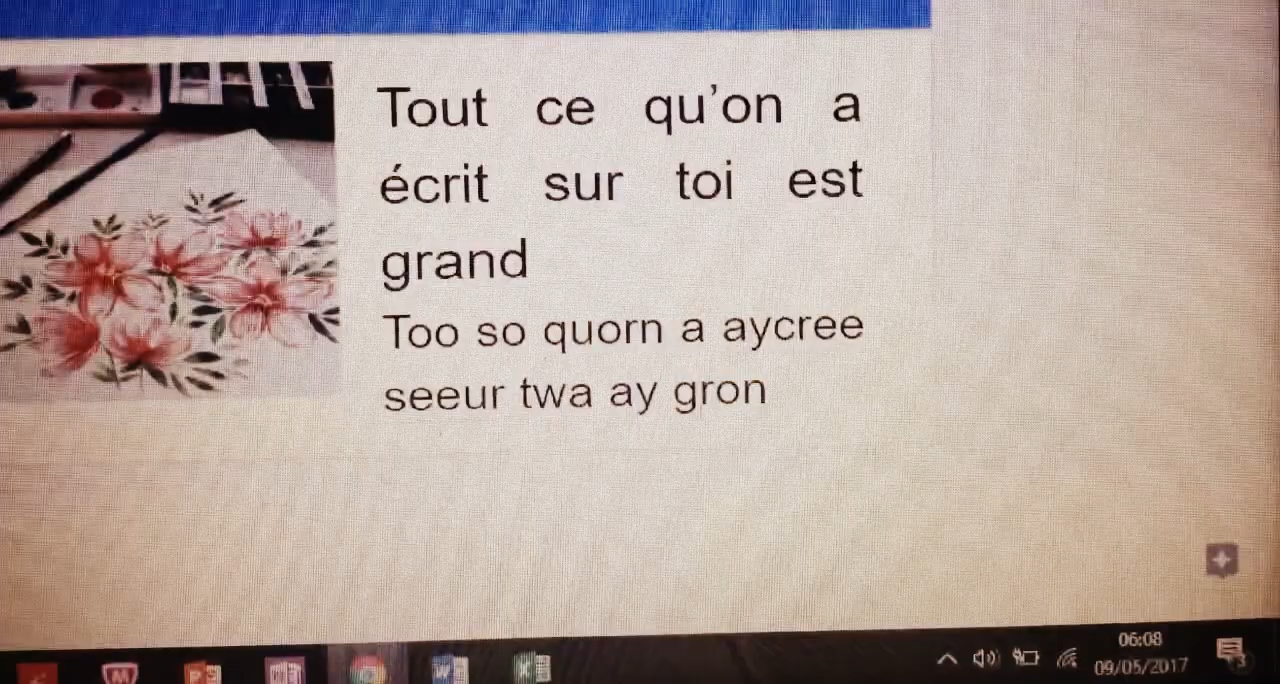 Tout ce qu'on a
écrit sur toi est
grand
Too so quorn a aycree
seeur twa ay gron
06:08
09/05/2017
3